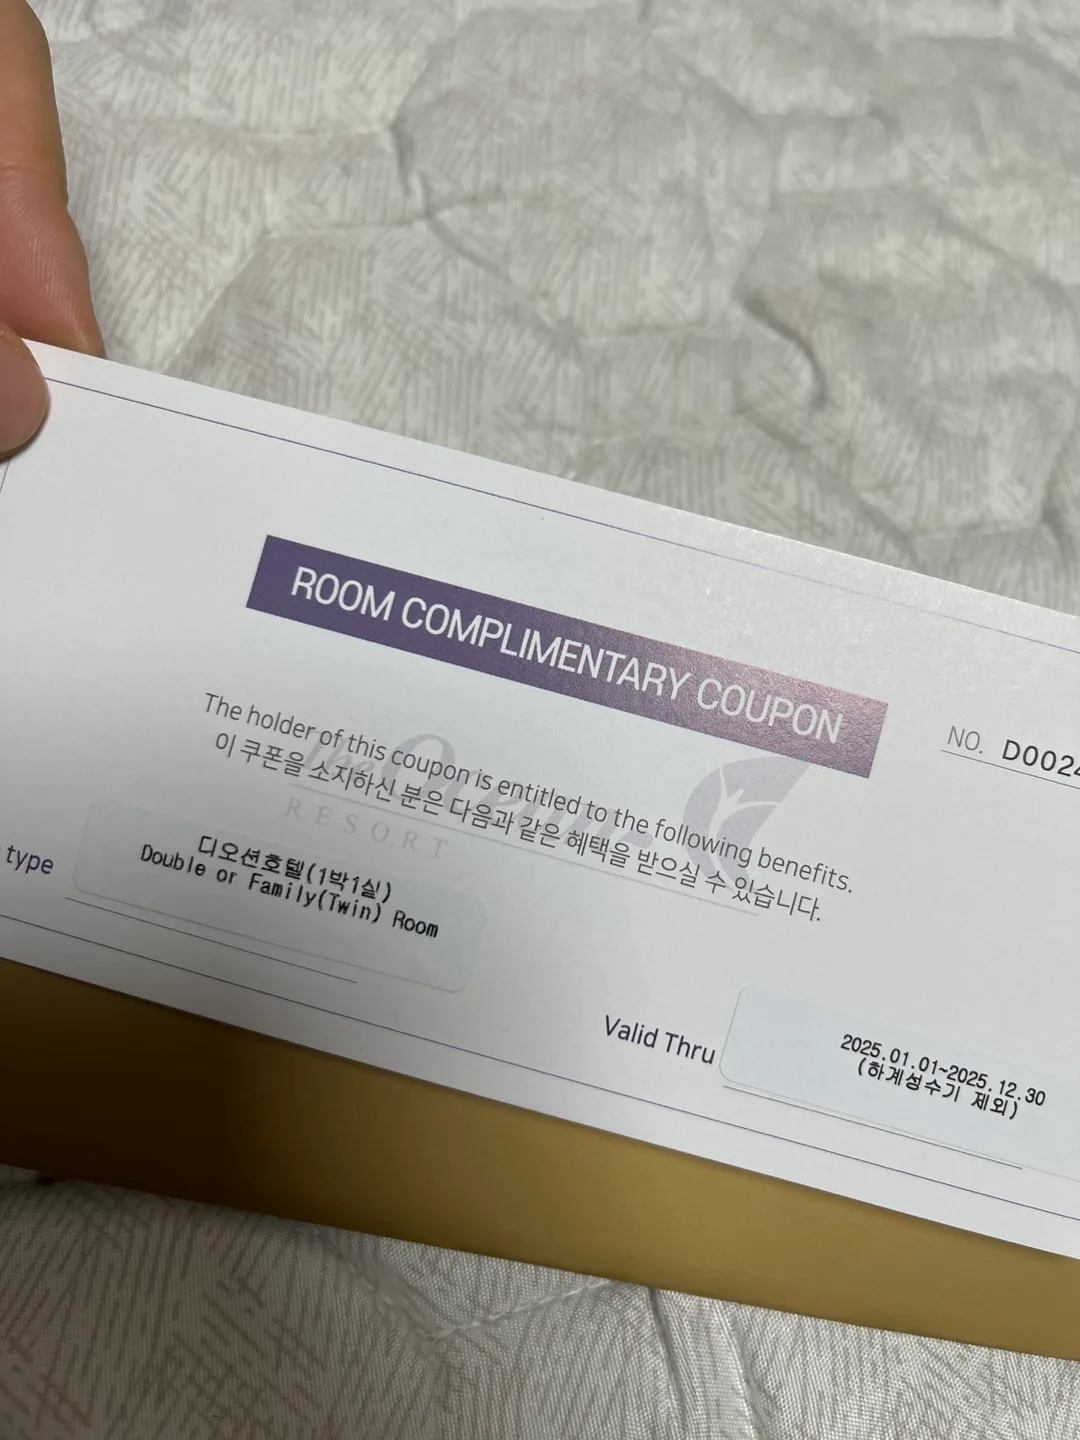 ROOM COMPLIMENTARY COUPON
NO. D0024
The holder of this coupon is entitled to the following benefits.
이 쿠폰을 소지하신 분은 다음과 같은 혜택을 받으실 수 있습니다.
the Ocean
RESORT
type
디오션호텔(1박1실)
Double or Family(Twin) Room
Valid Thru
2025.01.01~2025.12.30
(하계성수기 제외)